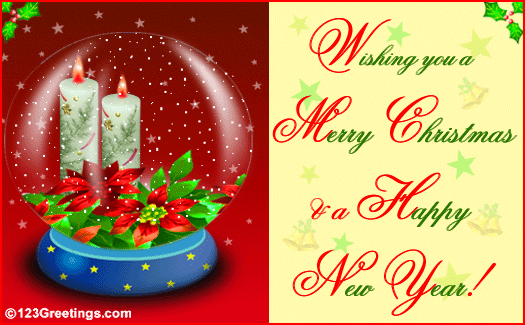 Wishing you a
Merry Christmas
& a Happy
New Year!
©123Greetings.com